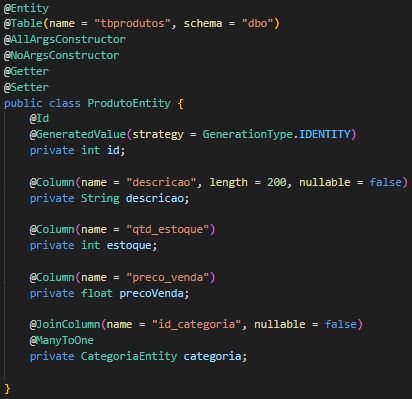 @Entity
@Table(name = "tbprodutos", schema = "dbo")
@AllArgsConstructor
@NoArgsConstructor
@Getter
@Setter
public class ProdutoEntity {
    @Id
    @GeneratedValue(strategy = GenerationType.IDENTITY)
    private int id;

    @Column(name = "descricao", length = 200, nullable = false)
    private String descricao;

    @Column(name = "qtd_estoque")
    private int estoque;

    @Column(name = "preco_venda")
    private float precoVenda;

    @JoinColumn(name = "id_categoria", nullable = false)
    @ManyToOne
    private CategoriaEntity categoria;

}